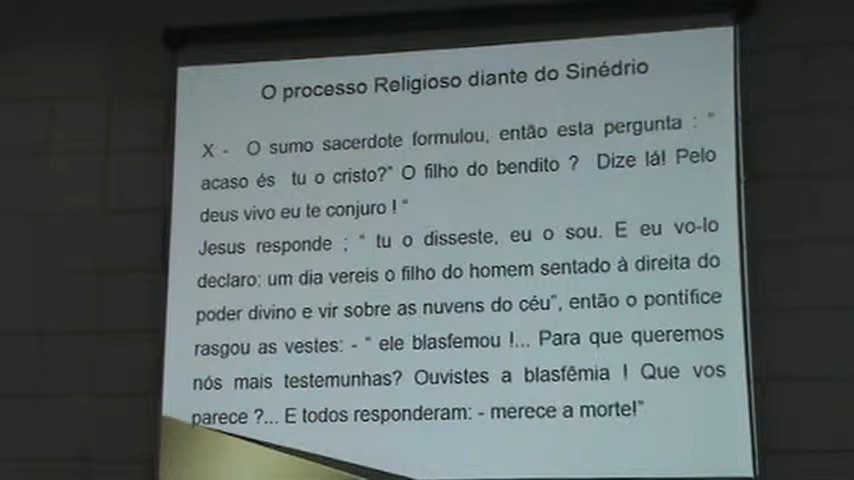 O processo Religioso diante do Sinédrio
X - O sumo sacerdote formulou, então esta pergunta : "
acaso és tu o cristo?" O filho do bendito ? Dize lá! Pelo
deus vivo eu te conjuro ! "
Jesus responde ; " tu o disseste, eu o sou. E eu vo-lo
declaro: um dia vereis o filho do homem sentado à direita do
poder divino e vir sobre as nuvens do céu", então o pontífice
rasgou as vestes: - " ele blasfemou !... Para que queremos
nós mais testemunhas? Ouvistes a blasfêmia ! Que vos
parece ?... E todos responderam: - merece a morte!"